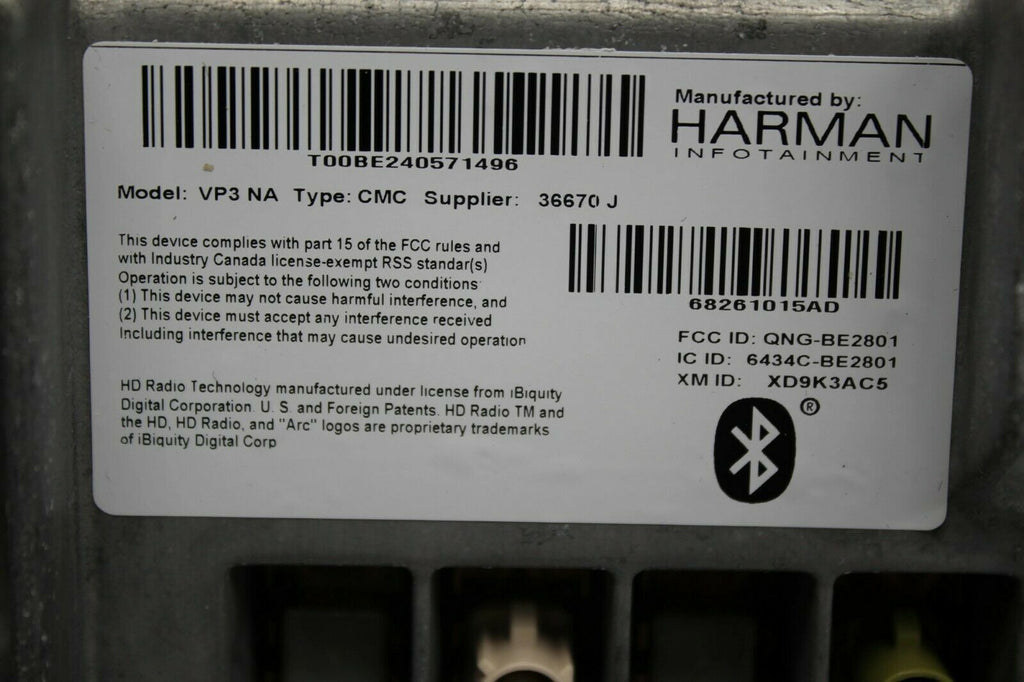 T00BE240571496
Manufactured by:
HARMAN
INFOTAINMENT
Model: VP3 NA Type: CMC Supplier: 36670 J
This device complies with part 15 of the FCC rules and
with Industry Canada license-exempt RSS standar(s)
Operation is subject to the following two conditions
(1) This device may not cause harmful interference, and
(2) This device must accept any interference received
Including interference that may cause undesired operation
HD Radio Technology manufactured under license from iBiquity
Digital Corporation. U. S. and Foreign Patents. HD Radio TM and
the HD, HD Radio, and "Arc" logos are proprietary trademarks
of iBiquity Digital Corp
68261015AD
FCC ID: QNG-BE2801
IC ID: 6434C-BE2801
XM ID: XD9K3AC5
®